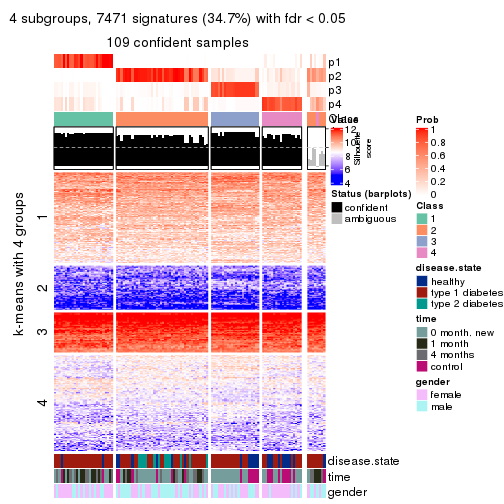 4 subgroups, 7471 signatures (34.7%) with fdr < 0.05
109 confident samples
p1
p2
p3
p4
Class
Value
12
10
8
6
4
Silhouette
score
Prob
1
0.8
0.6
0.4
0.2
0
Status (barplots)
confident
ambiguous
Class
1
2
3
4
disease.state
healthy
type 1 diabetes
type 2 diabetes
time
0 month. new
1 month
4 months
control
gender
female
male
k-means with 4 groups
1
2
3
4
disease.state
time
gender